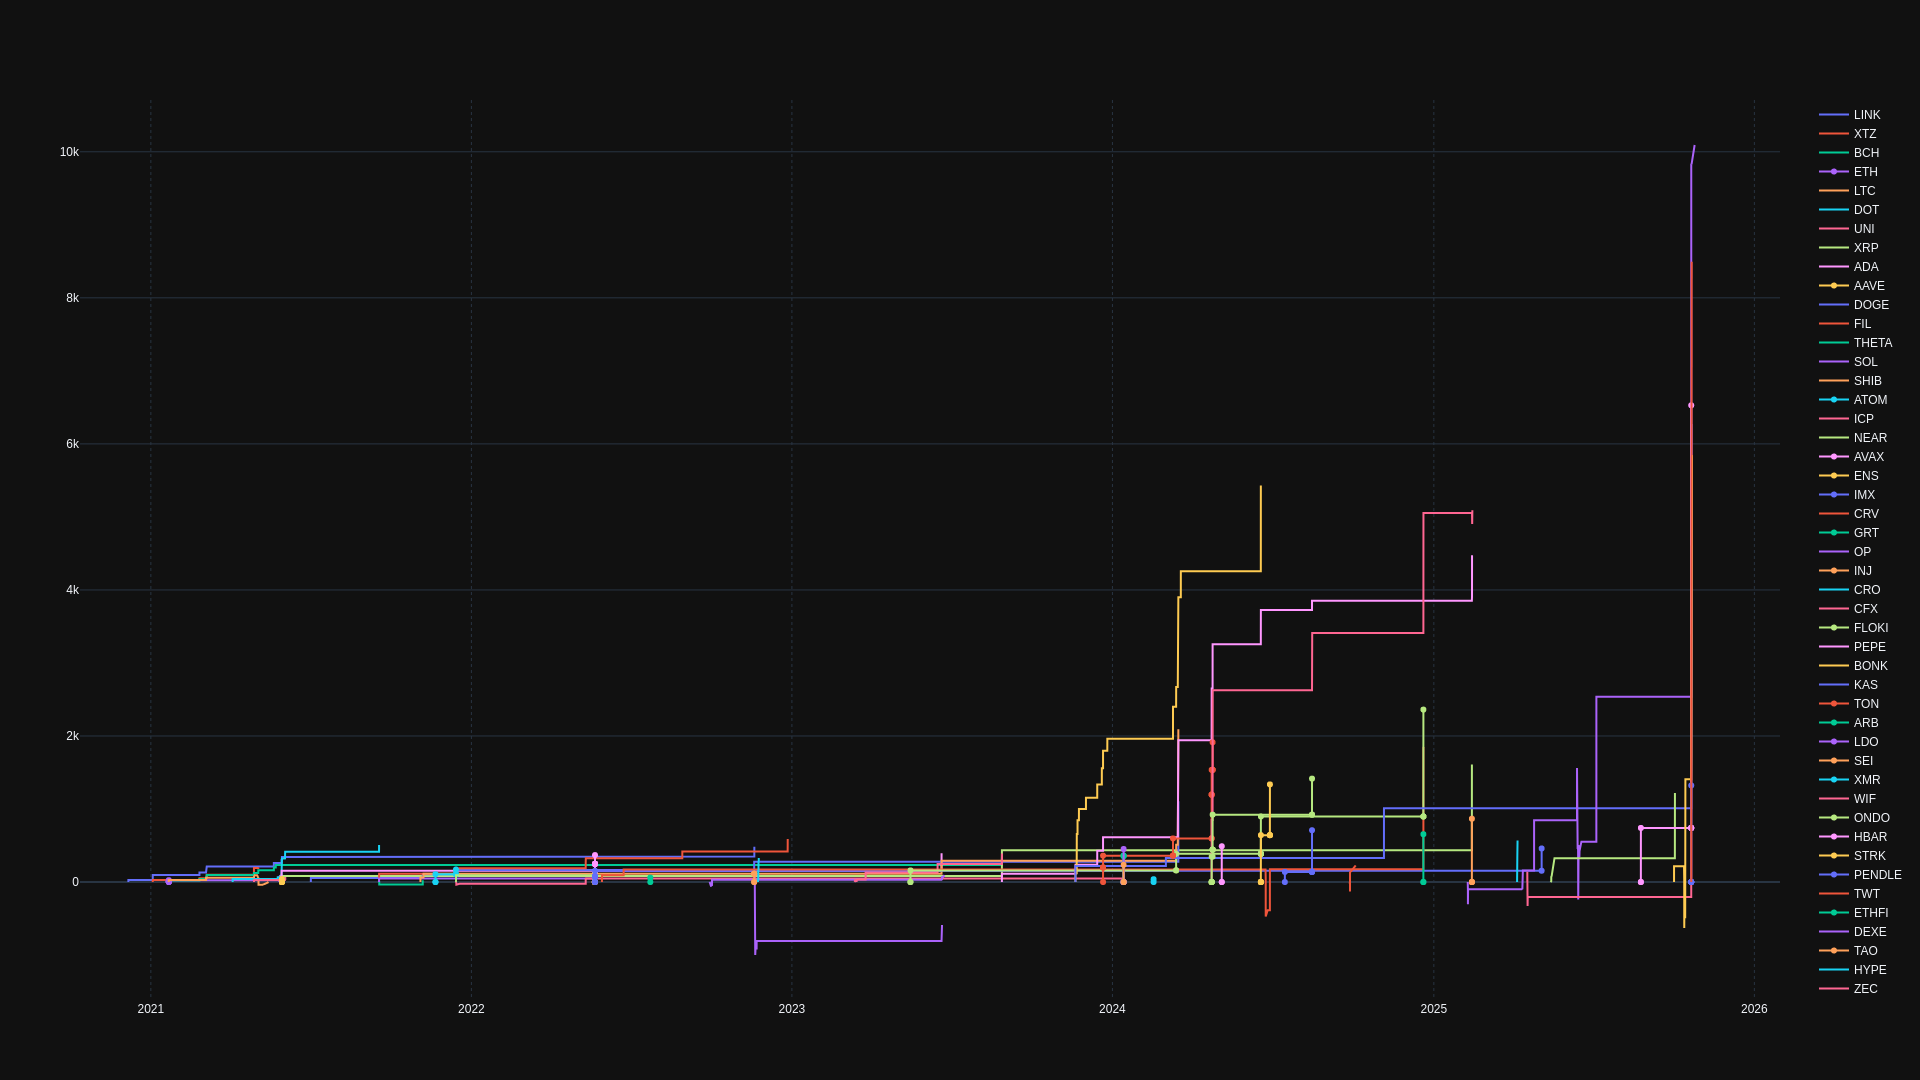 10k
8k
6k
4k
2k
0
2021
2022
2023
2024
2025
2026
LINK
XTZ
BCH
ETH
LTC
DOT
UNI
XRP
ADA
AAVE
DOGE
FIL
THETA
SOL
SHIB
ATOM
ICP
NEAR
AVAX
ENS
IMX
CRV
GRT
OP
INJ
CRO
CFX
FLOKI
PEPE
BONK
KAS
TON
ARB
LDO
SEI
XMR
WIF
ONDO
HBAR
STRK
PENDLE
TWT
ETHFI
DEXE
TAO
HYPE
ZEC